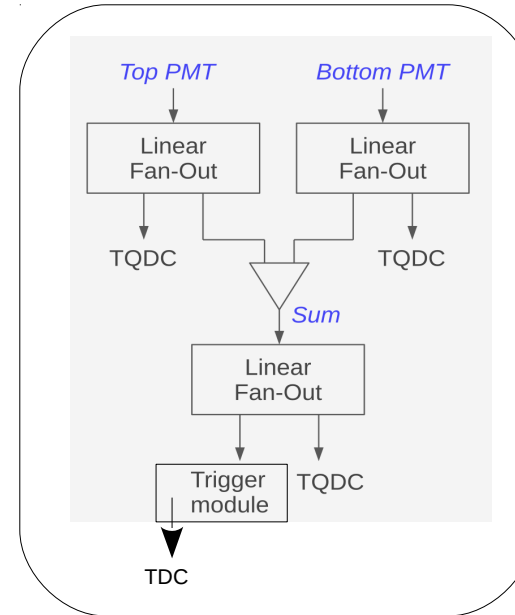 Top PMT
Bottom PMT
Linear
Fan-Out
Linear
Fan-Out
TQDC
TQDC
Sum
Linear
Fan-Out
Trigger
module
TQDC
TDC